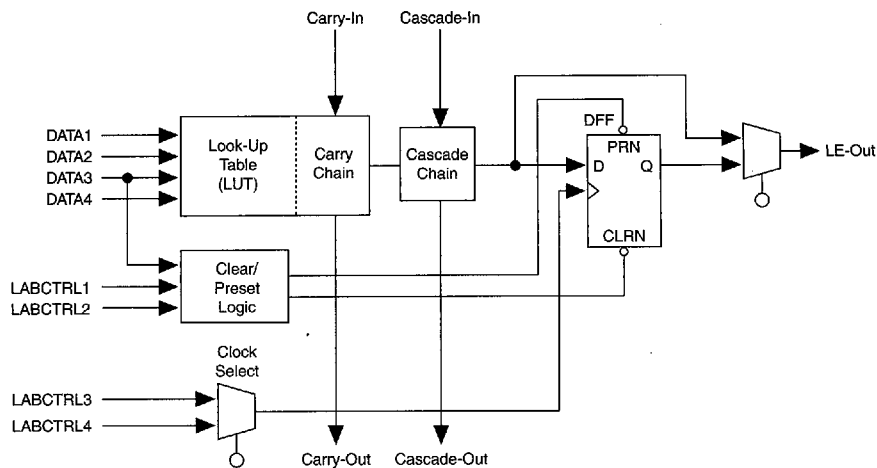 Carry-In
Cascade-In
DATA1
DATA2
DATA3
DATA4
Look-Up
Table
(LUT)
Carry
Chain
Cascade
Chain
DFF
PRN
D
Q
CLRN
LE-Out
LABCTRL1
LABCTRL2
Clear/
Preset
Logic
Clock
Select
LABCTRL3
LABCTRL4
Carry-Out
Cascade-Out